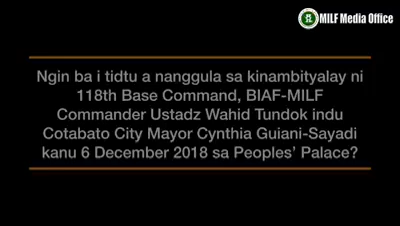 MILF Media Office
Ngin ba i tidtu a nanggula sa kinambityalay ni
118th Base Command, BIAF-MILF
Commander Ustadz Wahid Tundok indu
Cotabato City Mayor Cynthia Guiani-Sayadi
kanu 6 December 2018 sa Peoples' Palace?